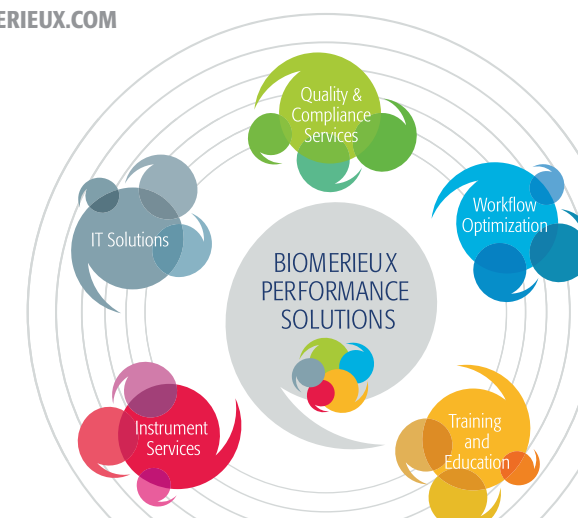 ERIEUX.COM
Quality &
Compliance
Services
IT Solutions
Workflow
Optimization
BIOMERIEUX
PERFORMANCE
SOLUTIONS
Instrument
Services
Training
and
Education